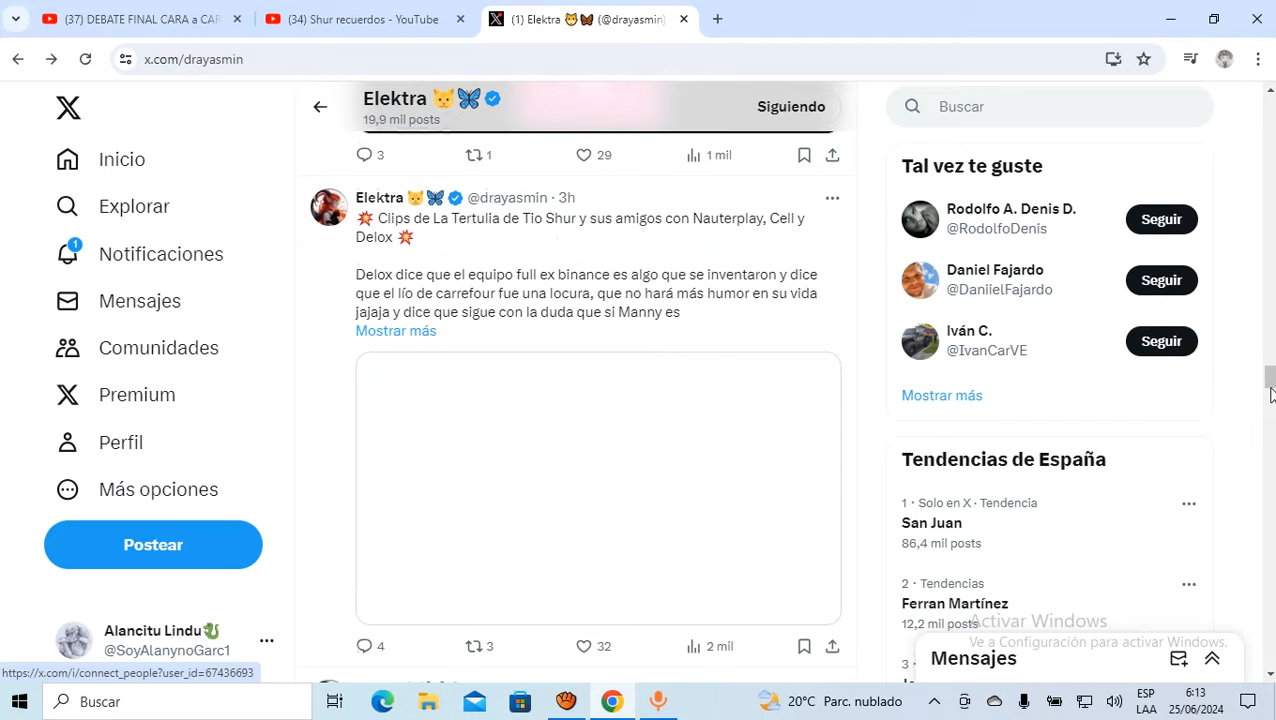 (37) DEBATE FINAL CARA a CAR
(34) Shur recuerdos - YouTube
(1) Elektra 🐱🦋 (@drayasmin)
x.com/drayasmin
Inicio
Explorar
1
Notificaciones
Mensajes
Comunidades
Premium
Perfil
Más opciones
Postear
Alancitu Lindu🐉
@SoyAlanynoGarc1
https://x.com/i/connect_people?user_id=67436693
Elektra 🐱🦋
19,9 mil posts
Siguiendo
3 1 29 1 mil
Elektra 🐱🦋 @drayasmin · 3h
💥 Clips de La Tertulia de TIo Shur y sus amigos con Nauterplay, Cell y
Delox 💥
Delox dice que el equipo full ex binance es algo que se inventaron y dice
que el lío de carrefour fue una locura, que no hará más humor en su vida
jajaja y dice que sigue con la duda que si Manny es
Mostrar más
4 3 32 2 mil
Buscar
Tal vez te guste
Rodolfo A. Denis D.
@RodolfoDenis
Seguir
Daniel Fajardo
@DaniielFajardo
Seguir
Iván C.
@IvanCarVE
Seguir
Mostrar más
Tendencias de España
1 · Solo en X · Tendencia
San Juan
86,4 mil posts
2 · Tendencias
Ferran Martínez
12,2 mil posts
3 ·
Activar Windows
Ve a Configuración para activar Windows.
Mensajes
Buscar
20°C Parc. nublado
ESP
LAA
6:13
25/06/2024